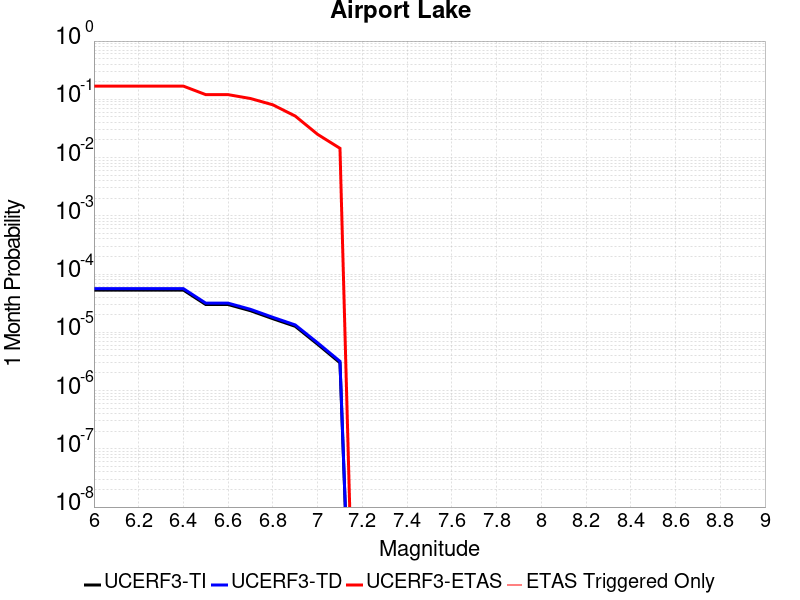 Airport Lake
10^0
10^-1
10^-2
10^-3
10^-4
10^-5
10^-6
10^-7
10^-8
1 Month Probability
6 6.2 6.4 6.6 6.8 7 7.2 7.4 7.6 7.8 8 8.2 8.4 8.6 8.8 9
Magnitude
UCERF3-TI UCERF3-TD UCERF3-ETAS ETAS Triggered Only